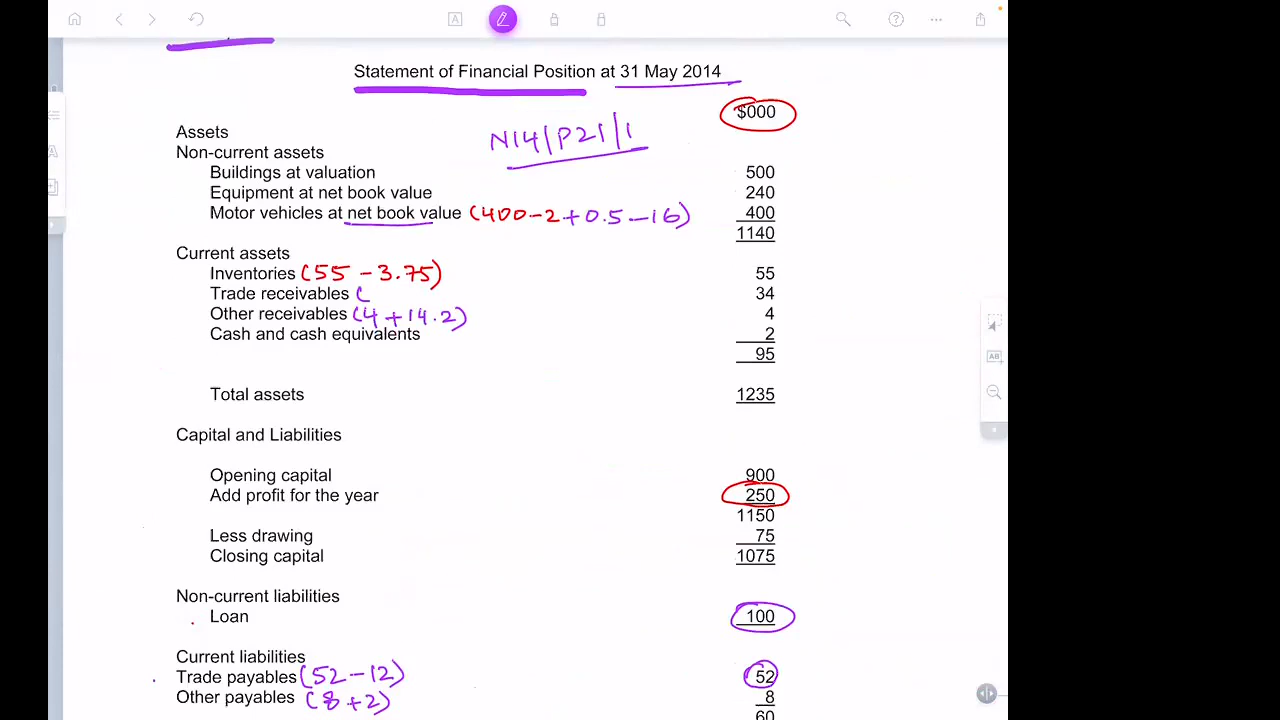 Statement of Financial Position at 31 May 2014
$000
N14/P21/1
Assets
Non-current assets
Buildings at valuation 500
Equipment at net book value 240
Motor vehicles at net book value (400-2+0.5-16) 400
1140
Current assets
Inventories (55 - 3.75) 55
Trade receivables ( 34
Other receivables (4+14.2) 4
Cash and cash equivalents 2
95
Total assets 1235
Capital and Liabilities
Opening capital 900
Add profit for the year 250
1150
Less drawing 75
Closing capital 1075
Non-current liabilities
Loan 100
Current liabilities
Trade payables (52-12) 52
Other payables (8+2) 8
60